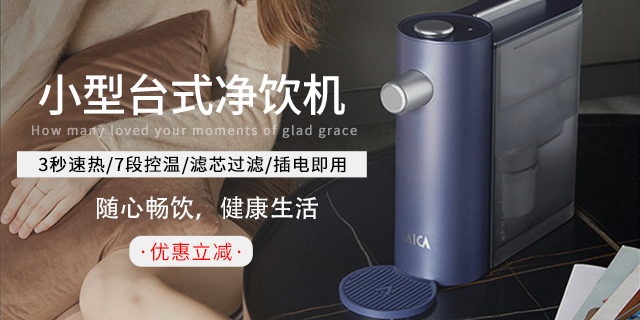 小型台式净饮机
How many loved your moments of glad grace
3秒速热/7段控温/滤芯过滤/插电即用
随心畅饮，健康生活
·优惠立减·
LAICA